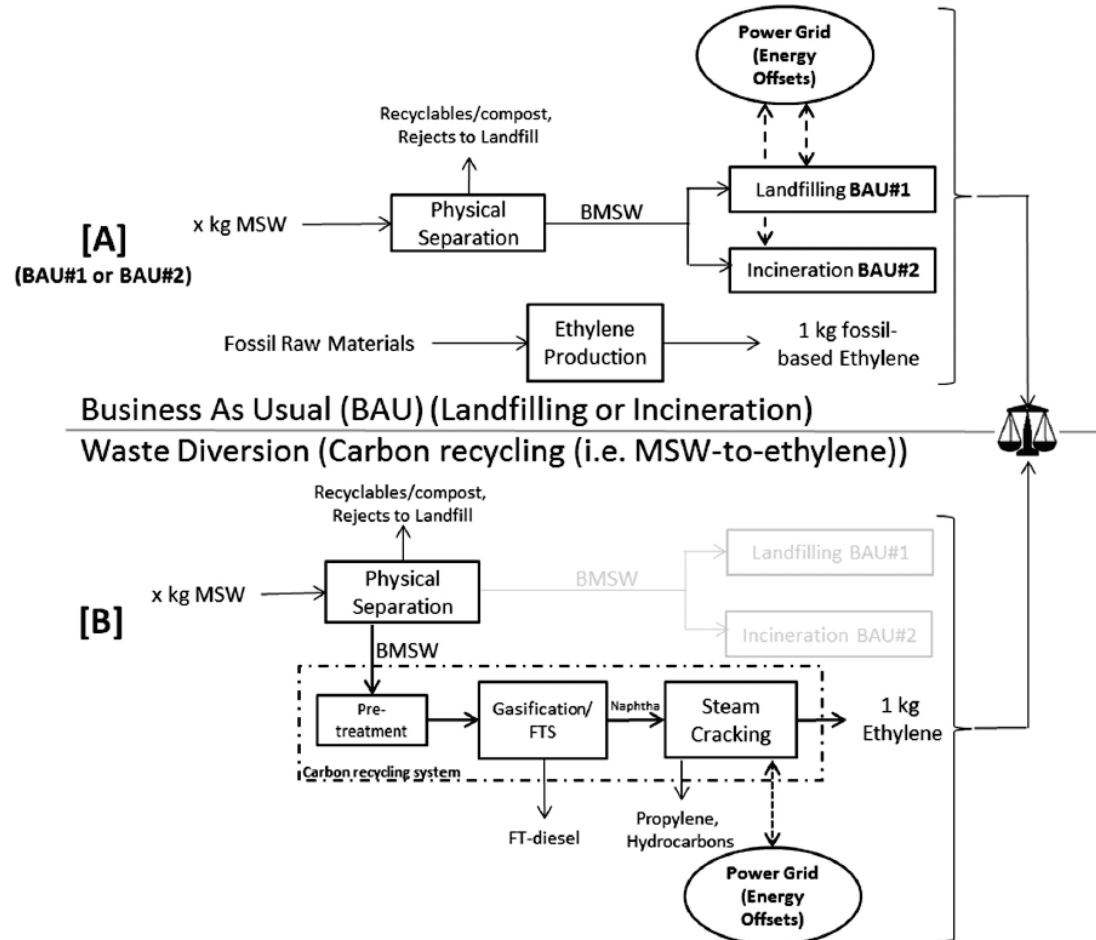 Power Grid
(Energy
Offsets)
Recyclables/compost,
Rejects to Landfill
[A]
(BAU#1 or BAU#2)
x kg MSW
Physical
Separation
BMSW
Landfilling BAU#1
Incineration BAU#2
Fossil Raw Materials
Ethylene
Production
1 kg fossil-
based Ethylene
Business As Usual (BAU) (Landfilling or Incineration)
Waste Diversion (Carbon recycling (i.e. MSW-to-ethylene))
Recyclables/compost,
Rejects to Landfill
[B]
x kg MSW
Physical
Separation
BMSW
Landfilling BAU#1
Incineration BAU#2
BMSW
Pre-
treatment
Gasification/
FTS
Naphtha
Steam
Cracking
1 kg
Ethylene
Carbon recycling system
FT-diesel
Propylene,
Hydrocarbons
Power Grid
(Energy
Offsets)